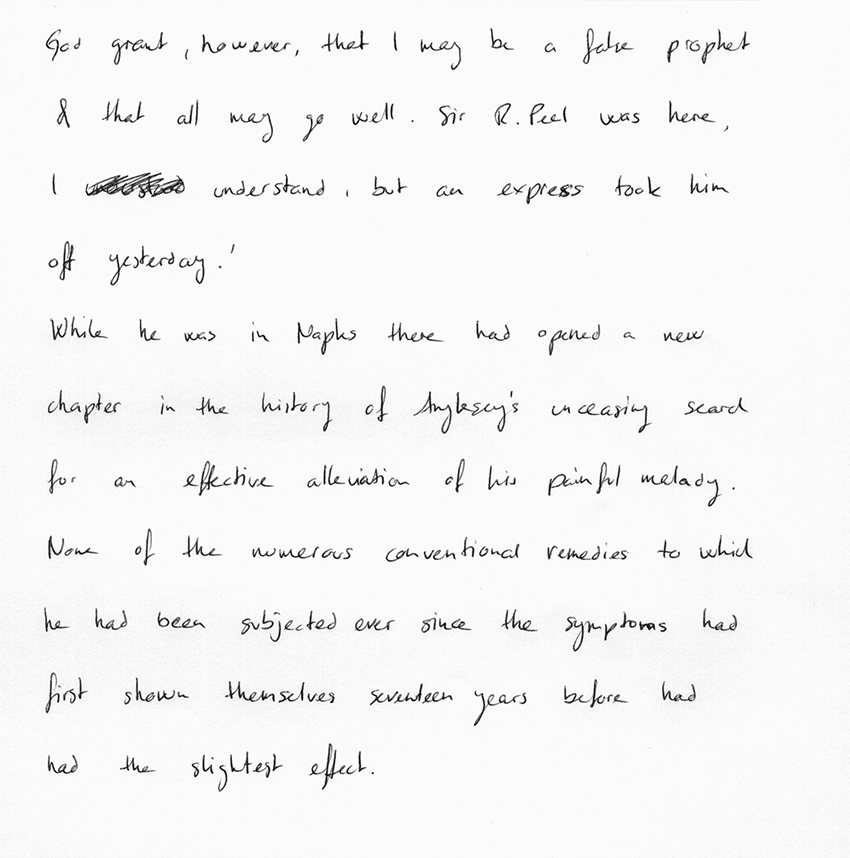 God grant, however, that I may be a false prophet
& that all may go well. Sir R. Peel was here,
I understand, but an express took him
off yesterday.'
While he was in Naples there had opened a new
chapter in the history of Anglesey's unceasing search
for an effective alleviation of his painful malady.
None of the numerous conventional remedies to which
he had been subjected ever since the symptoms had
first shown themselves seventeen years before had
had the slightest effect.